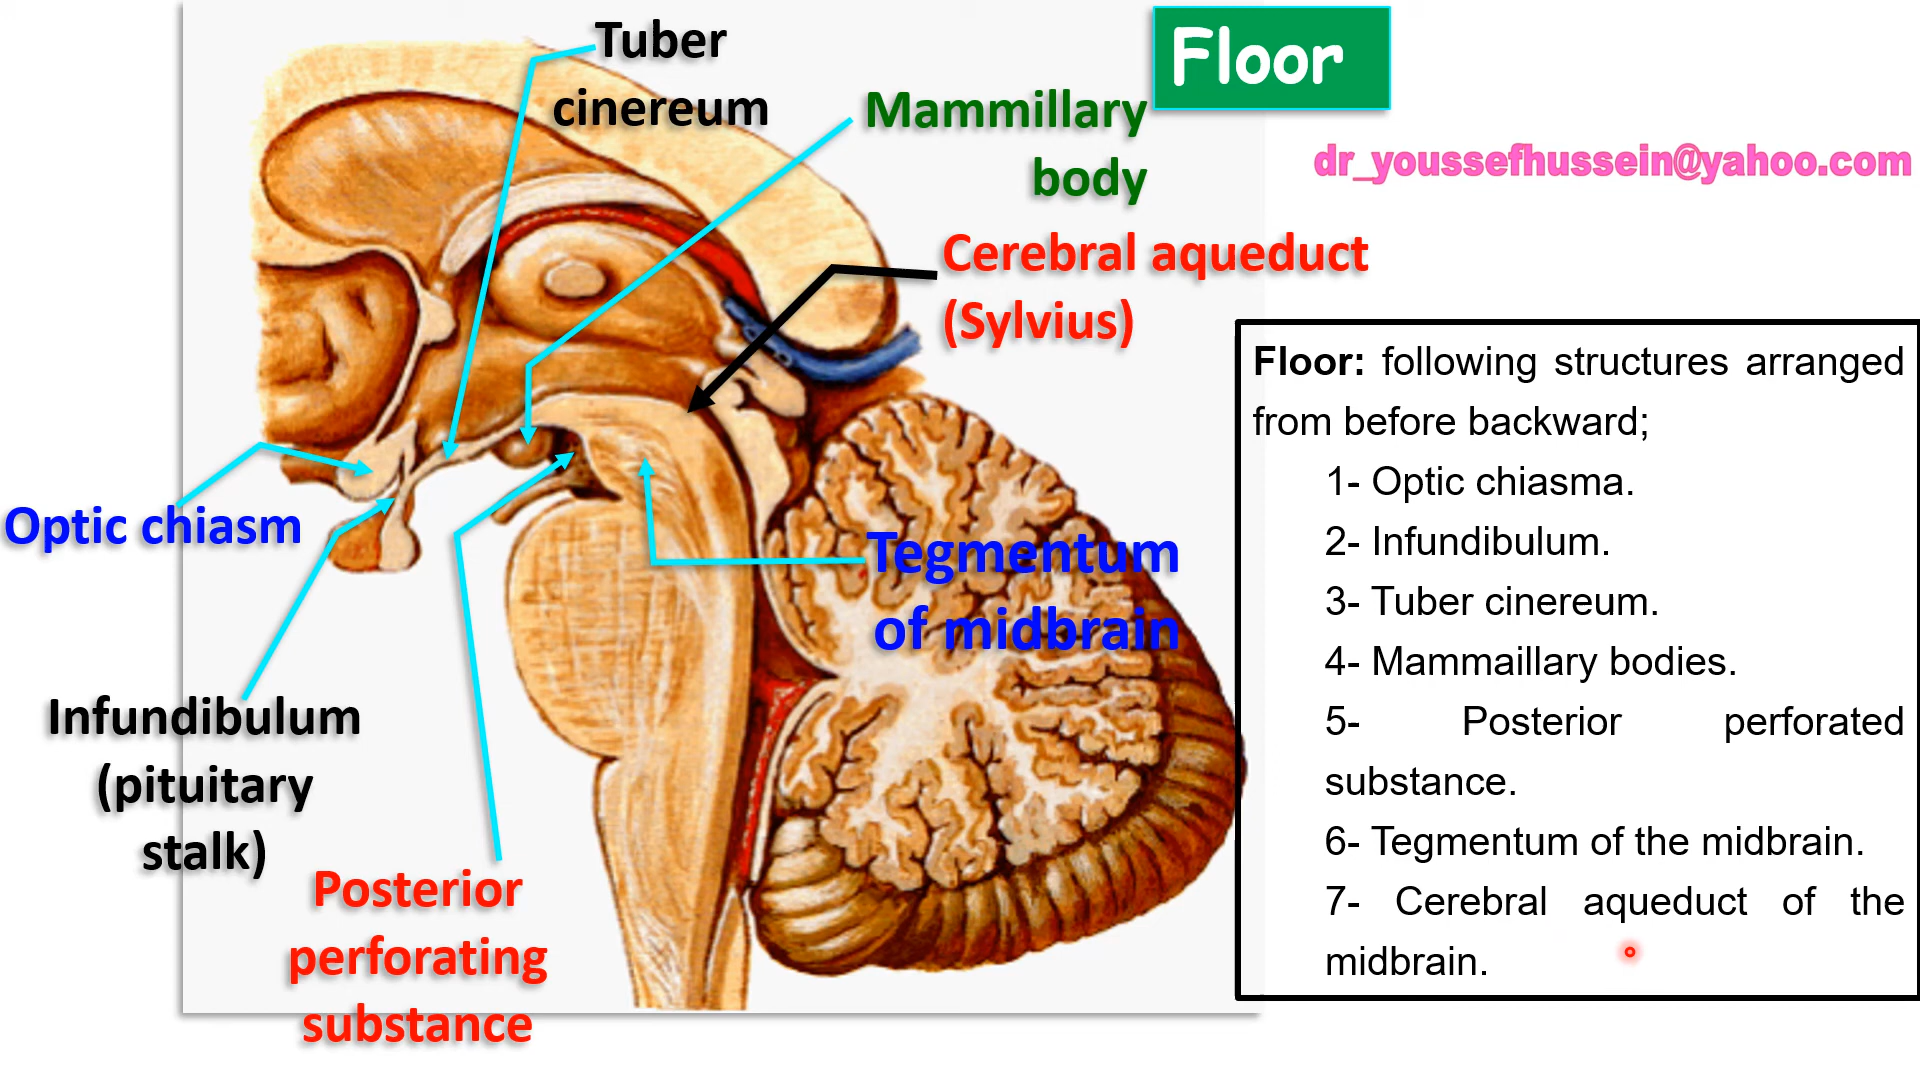 Tuber
cinereum
Floor
Mammillary
body
dr_youssefhussein@yahoo.com
Cerebral aqueduct
(Sylvius)
Optic chiasm
Tegmentum
of midbrain
Infundibulum
(pituitary
stalk)
Posterior
perforating
substance
Floor: following structures arranged
from before backward;
1- Optic chiasma.
2- Infundibulum.
3- Tuber cinereum.
4- Mammaillary bodies.
5- Posterior perforated
substance.
6- Tegmentum of the midbrain.
7- Cerebral aqueduct of the
midbrain.